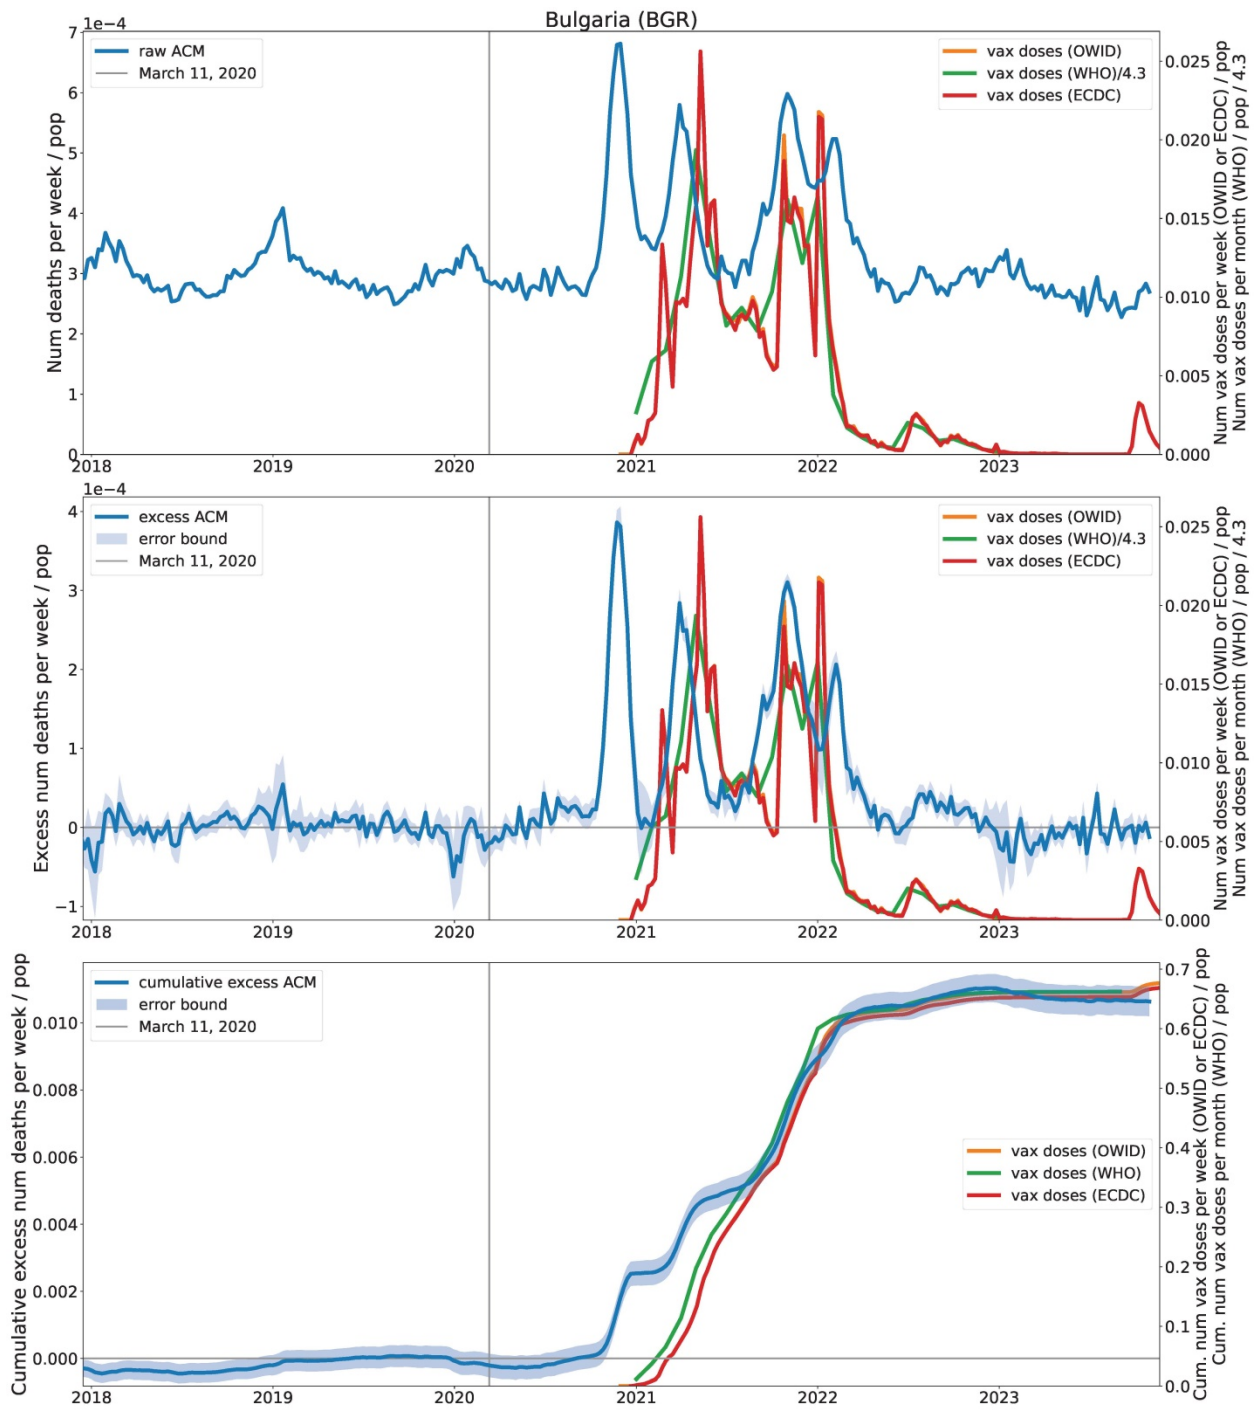 Bulgaria (BGR)
1e−4
raw ACM
March 11, 2020
vax doses (OWID)
vax doses (WHO)/4.3
vax doses (ECDC)
Num deaths per week / pop
7
6
5
4
3
2
1
0
0.025
0.020
0.015
0.010
0.005
0.000
Num vax doses per week (OWID or ECDC) / pop
Num vax doses per month (WHO) / pop / 4.3
2018 2019 2020 2021 2022 2023
1e−4
excess ACM
error bound
March 11, 2020
vax doses (OWID)
vax doses (WHO)/4.3
vax doses (ECDC)
Excess num deaths per week / pop
4
3
2
1
0
−1
0.025
0.020
0.015
0.010
0.005
0.000
Num vax doses per week (OWID or ECDC) / pop
Num vax doses per month (WHO) / pop / 4.3
2018 2019 2020 2021 2022 2023
cumulative excess ACM
error bound
March 11, 2020
vax doses (OWID)
vax doses (WHO)
vax doses (ECDC)
Cumulative excess num deaths per week / pop
0.010
0.008
0.006
0.004
0.002
0.000
0.7
0.6
0.5
0.4
0.3
0.2
0.1
0.0
Cum. num vax doses per week (OWID or ECDC) / pop
Cum. num vax doses per month (WHO) / pop
2018 2019 2020 2021 2022 2023